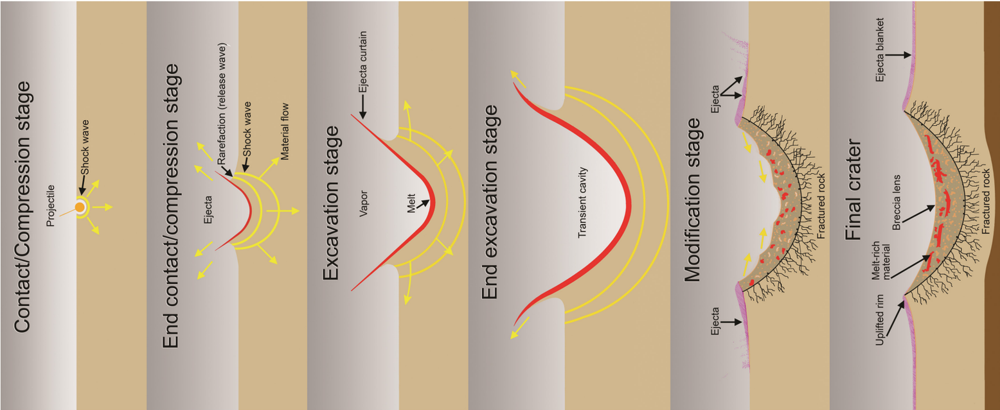 Contact/Compression stage
Projectile
Shock wave
End contact/compression stage
Ejecta
Rarefaction (release wave)
Shock wave
Material flow
Excavation stage
Vapor
Ejecta curtain
Melt
End excavation stage
Transient cavity
Modification stage
Ejecta
Ejecta
Fractured rock
Final crater
Uplifted rim
Melt-rich
material
Breccia lens
Ejecta blanket
Fractured rock